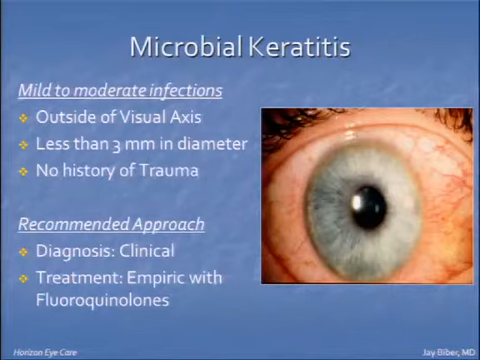 Microbial Keratitis
Mild to moderate infections
Outside of Visual Axis
Less than 3 mm in diameter
No history of Trauma
Recommended Approach
Diagnosis: Clinical
Treatment: Empiric with
Fluoroquinolones
Horizon Eye Care
Jay Biber, MD